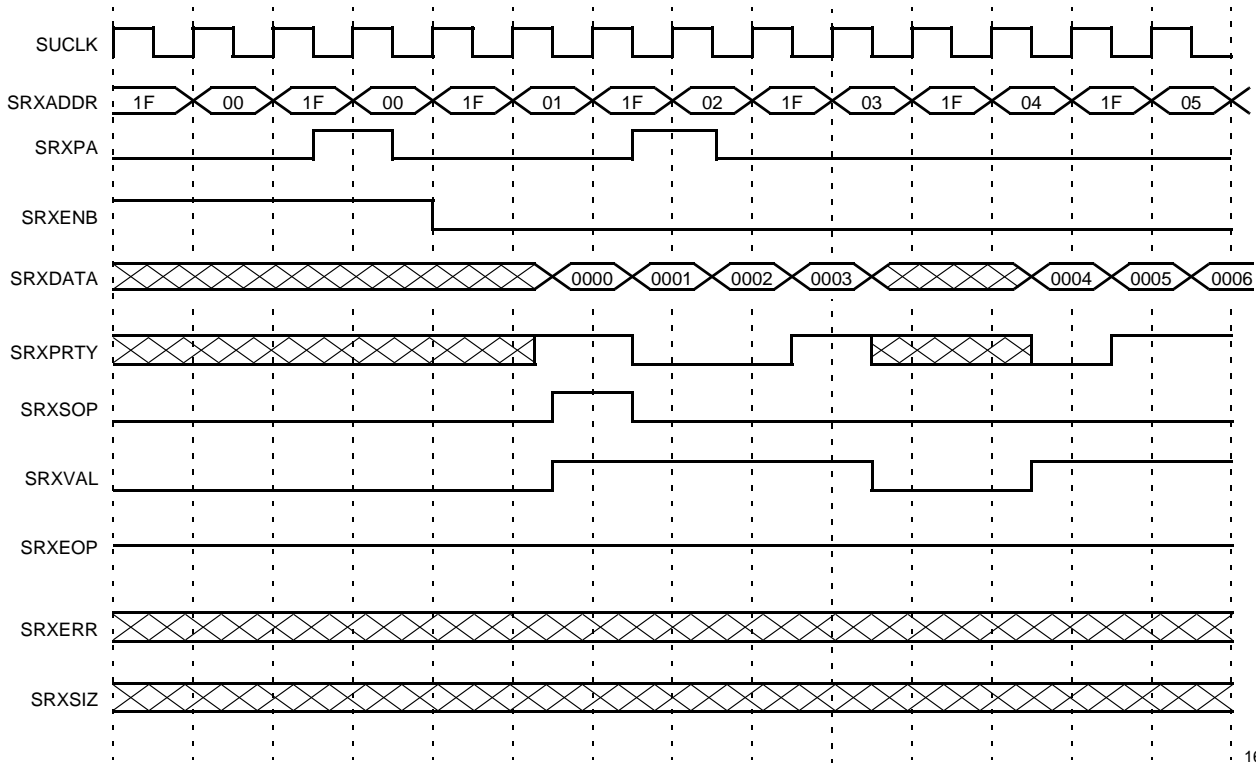 SUCLK
SRXADDR 1F 00 1F 00 1F 01 1F 02 1F 03 1F 04 1F 05
SRXPA
SRXENB
SRXDATA 0000 0001 0002 0003 0004 0005 0006
SRXPRTY
SRXSOP
SRXVAL
SRXEOP
SRXERR
SRXSIZ
16